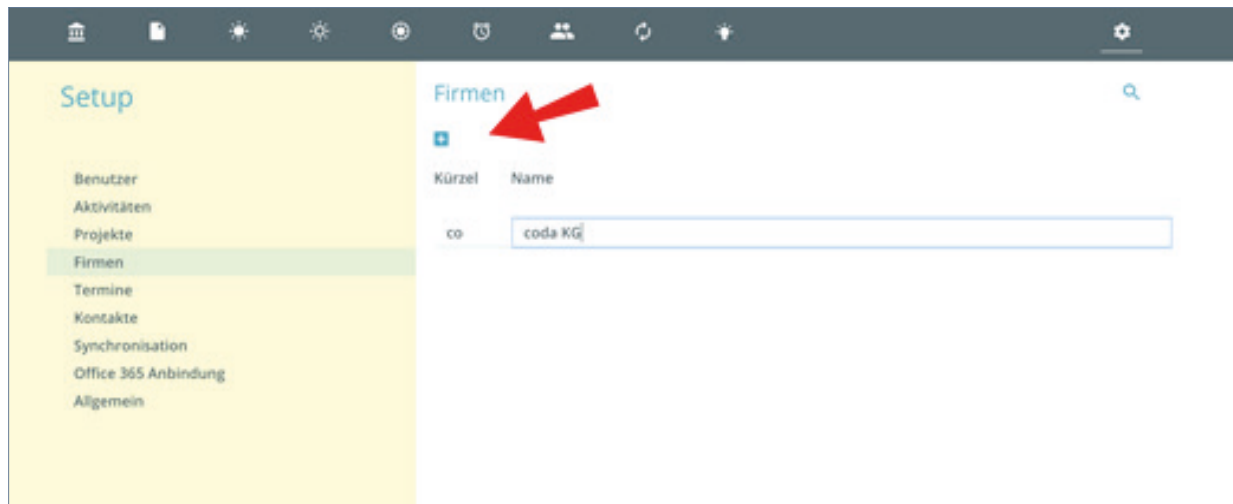 Setup
Benutzer
Aktivitäten
Projekte
Firmen
Termine
Kontakte
Synchronisation
Office 365 Anbindung
Allgemein
Firmen
Kürzel Name
co coda KG